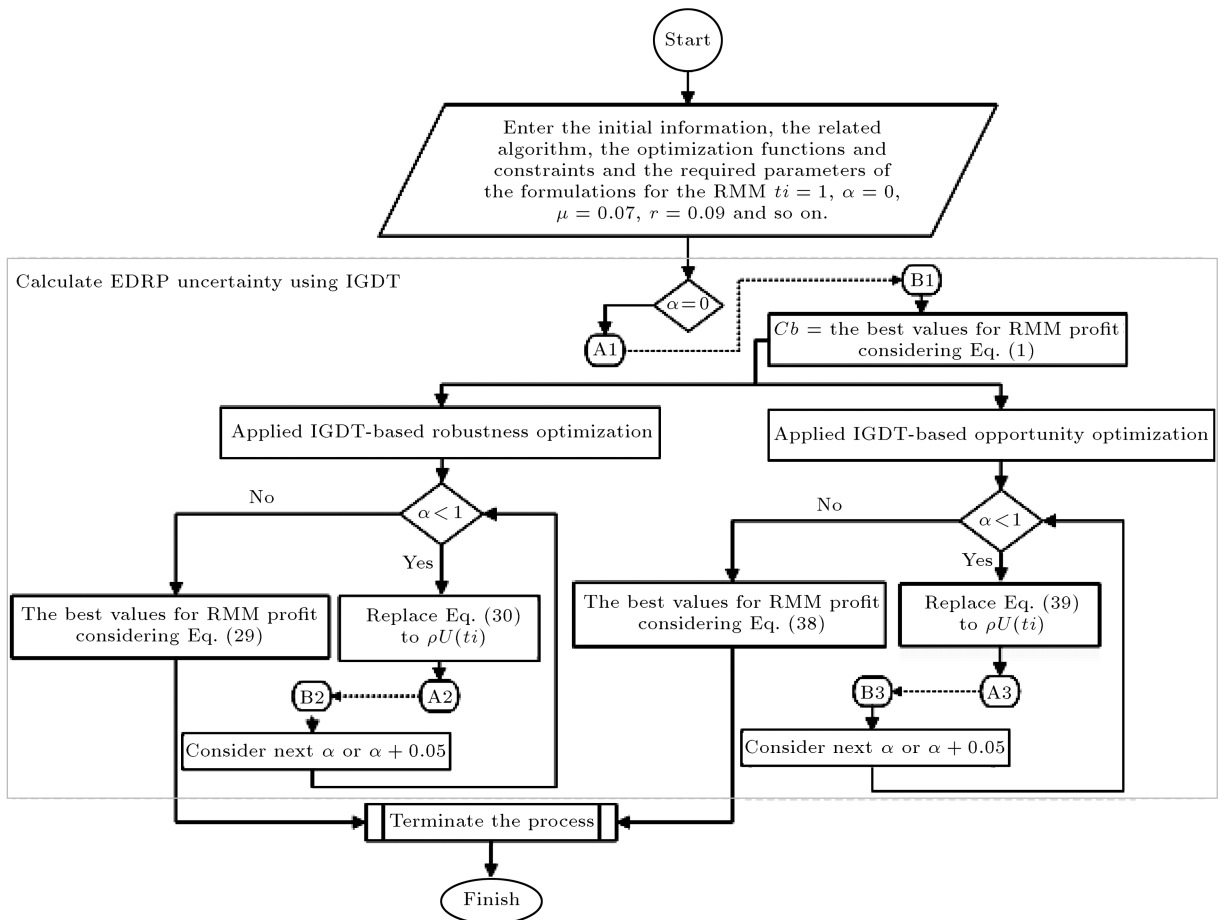 Start
Enter the initial information, the related
algorithm, the optimization functions and
constraints and the required parameters of
the formulations for the RMM ti = 1, α = 0,
μ = 0.07, r = 0.09 and so on.
Calculate EDRP uncertainty using IGDT
α=0
A1
B1
Cb = the best values for RMM profit
considering Eq. (1)
Applied IGDT-based robustness optimization
Applied IGDT-based opportunity optimization
No
α<1
Yes
The best values for RMM profit
considering Eq. (29)
Replace Eq. (30)
to ρU(ti)
B2
A2
Consider next α or α + 0.05
No
α<1
Yes
The best values for RMM profit
considering Eq. (38)
Replace Eq. (39)
to ρU(ti)
B3
A3
Consider next α or α + 0.05
Terminate the process
Finish